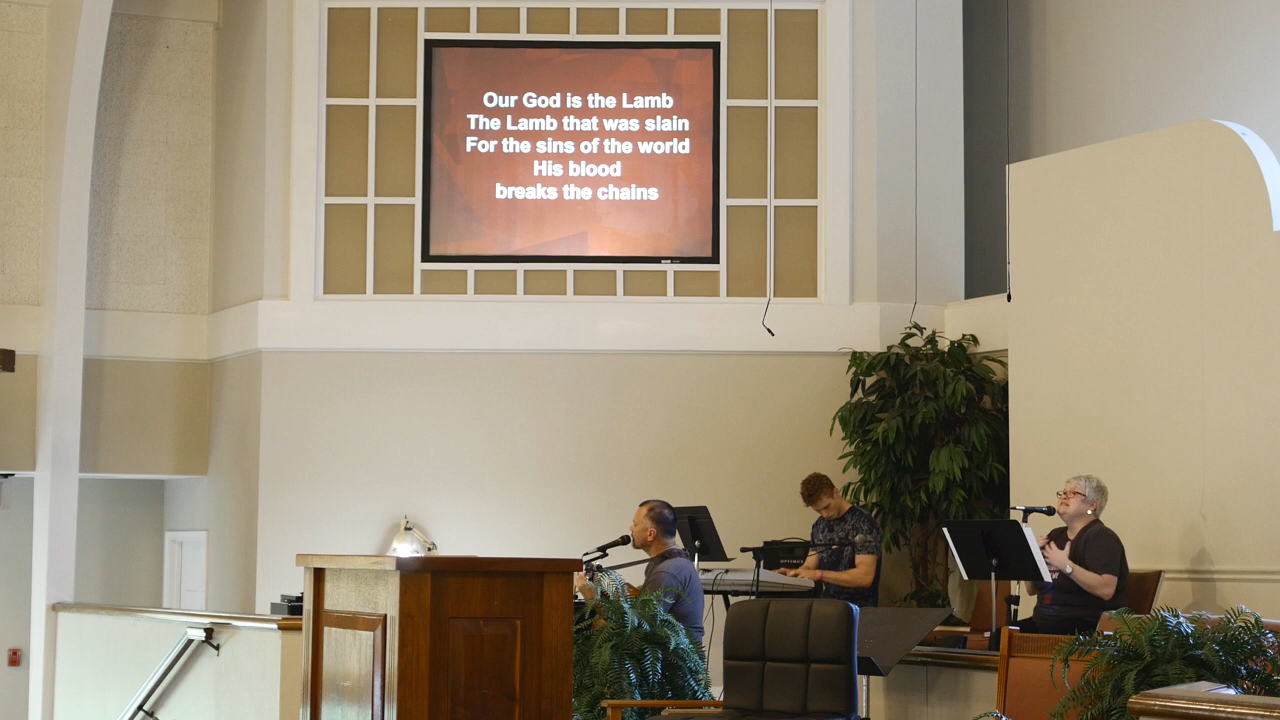 Our God is the Lamb
The Lamb that was slain
For the sins of the world
His blood
breaks the chains